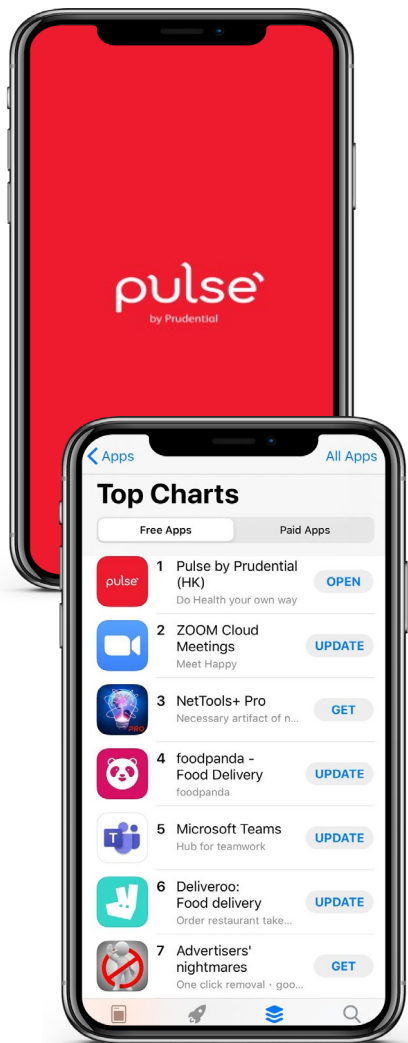 pulse
by Prudential
Apps
All Apps
Top Charts
Free Apps
Paid Apps
pulse
1 Pulse by Prudential
(HK)
Do Health your own way
OPEN
2 ZOOM Cloud
Meetings
Meet Happy
UPDATE
PRO
3 NetTools+ Pro
Necessary artifact of n...
GET
4 foodpanda -
Food Delivery
foodpanda
UPDATE
T
5 Microsoft Teams
Hub for teamwork
UPDATE
6 Deliveroo:
Food delivery
Order restaurant take...
UPDATE
7 Advertisers'
nightmares
One click removal · goo...
GET